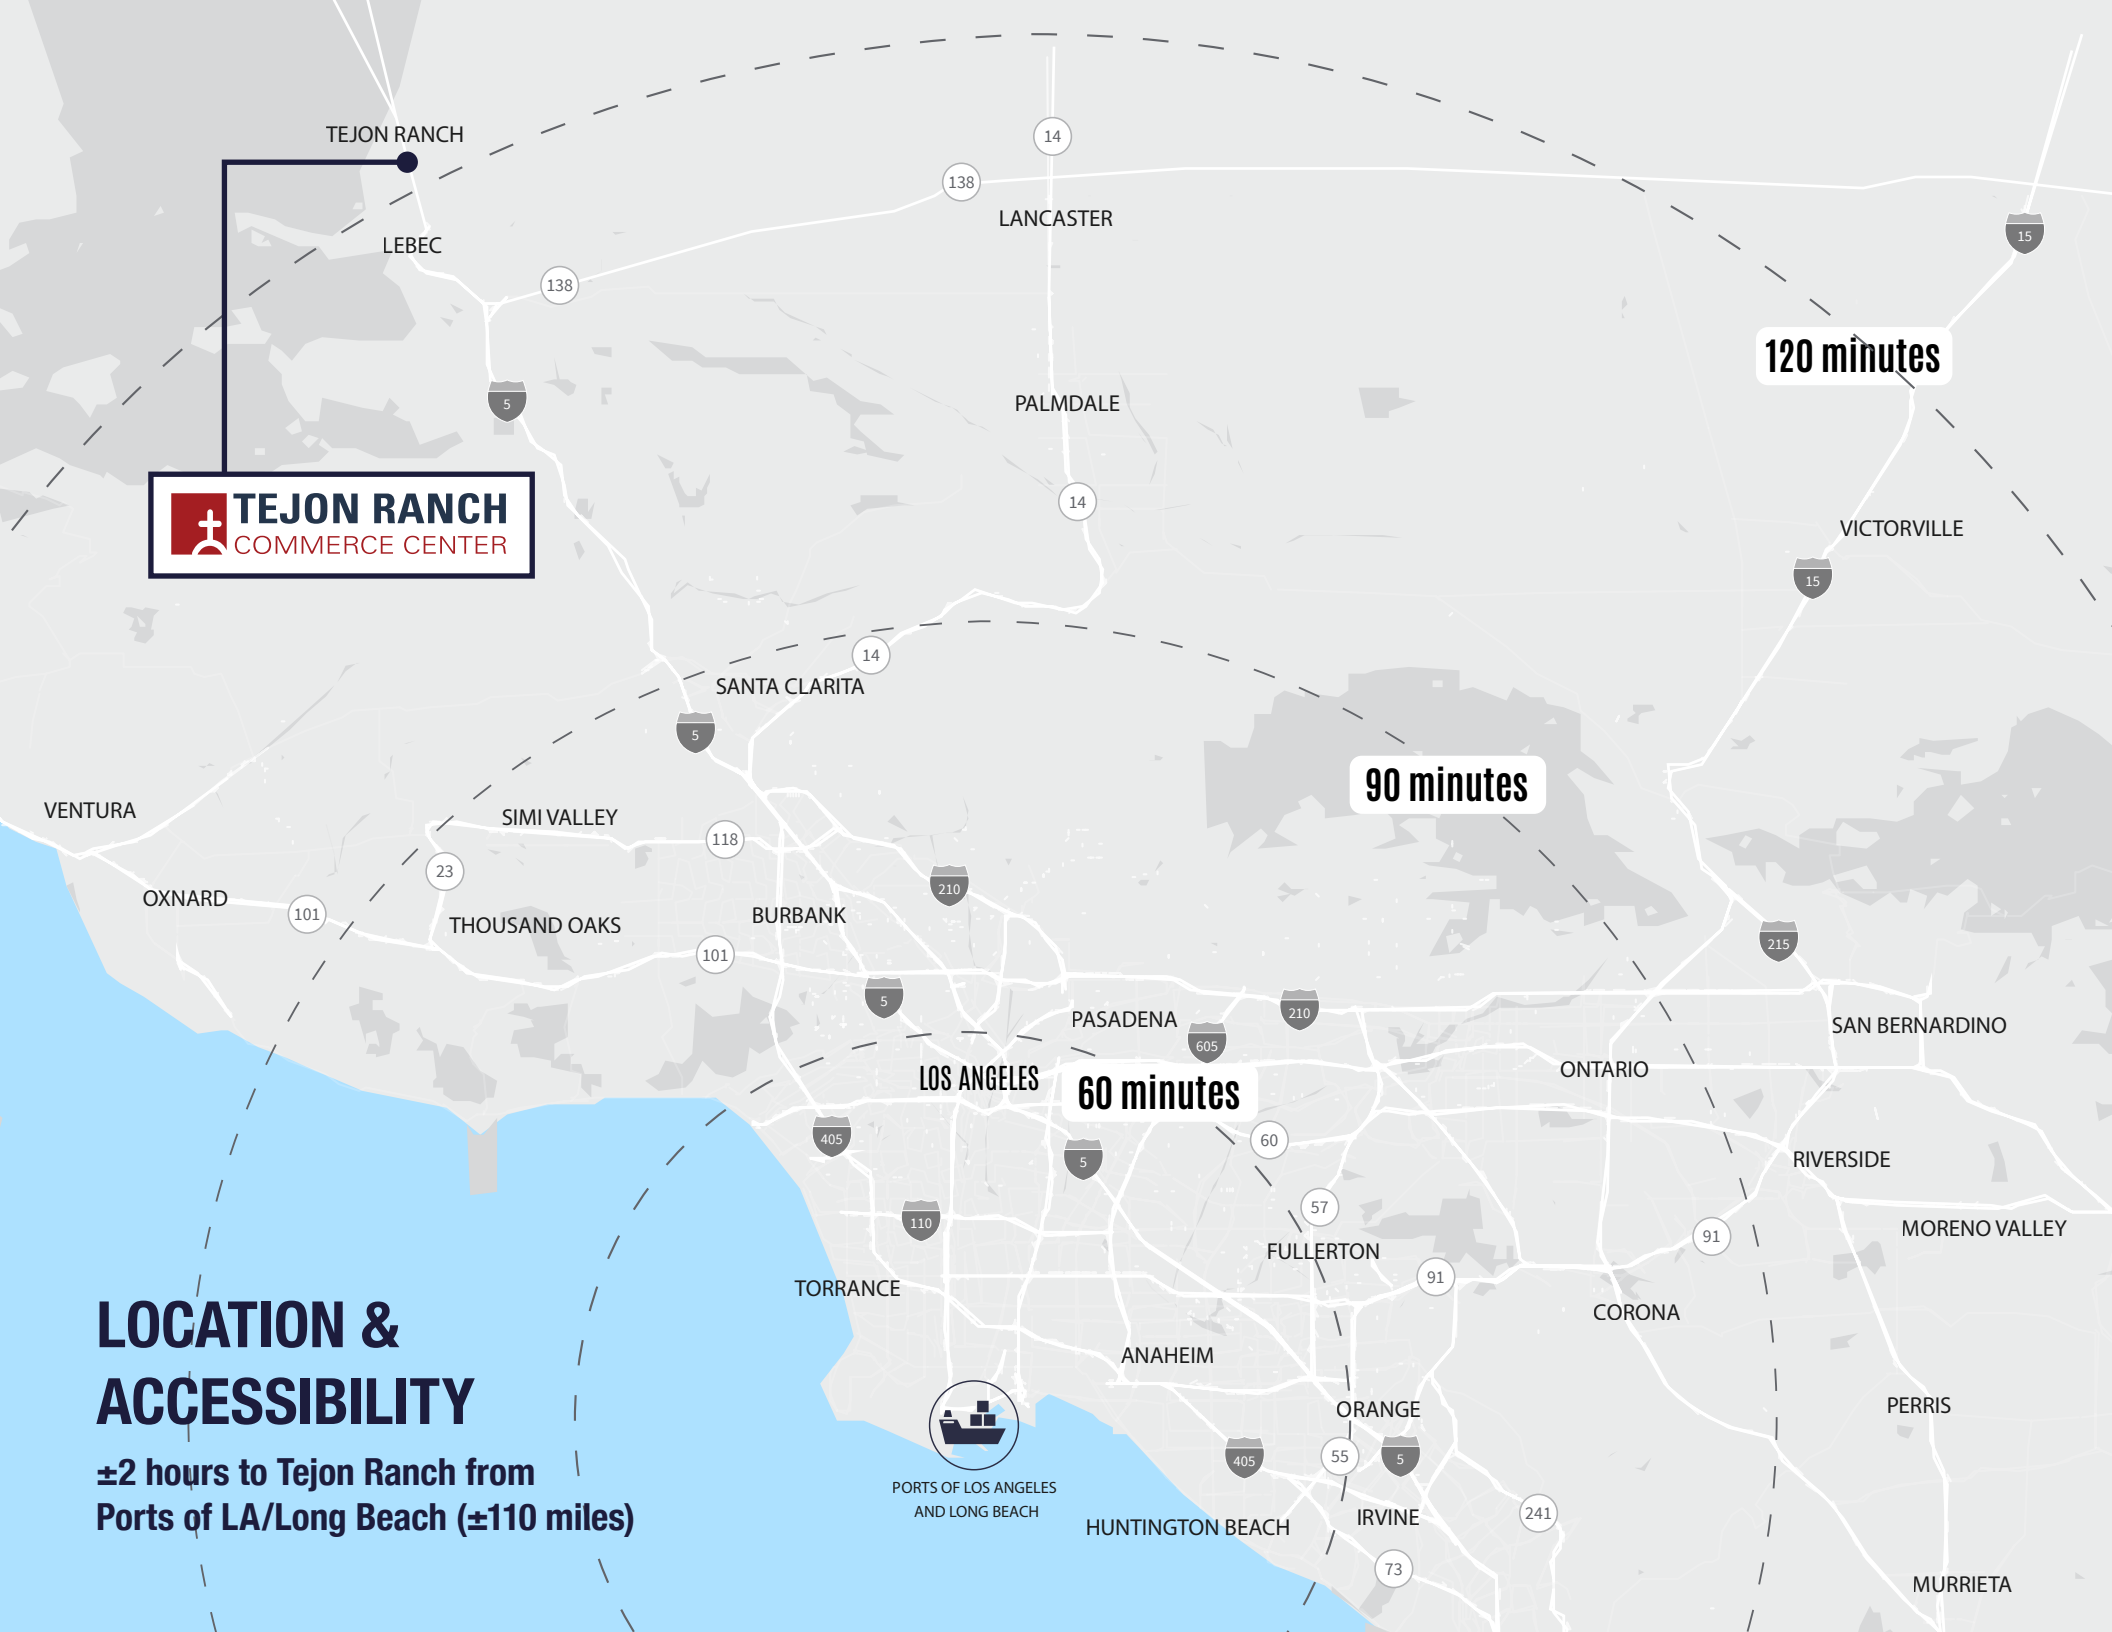 TEJON RANCH
14
138
LANCASTER
15
LEBEC
138
120 minutes
5
PALMDALE
14
TEJON RANCH
COMMERCE CENTER
VICTORVILLE
15
14
SANTA CLARITA
5
90 minutes
VENTURA
SIMI VALLEY
118
23
210
OXNARD
101
THOUSAND OAKS
BURBANK
101
215
5
PASADENA
210
605
SAN BERNARDINO
LOS ANGELES
60 minutes
ONTARIO
405
5
60
RIVERSIDE
57
110
FULLERTON
91
MORENO VALLEY
91
TORRANCE
CORONA
LOCATION &
ACCESSIBILITY
ANAHEIM
ORANGE
PERRIS
405
55
5
±2 hours to Tejon Ranch from
Ports of LA/Long Beach (±110 miles)
PORTS OF LOS ANGELES
AND LONG BEACH
HUNTINGTON BEACH
IRVINE
241
73
MURRIETA